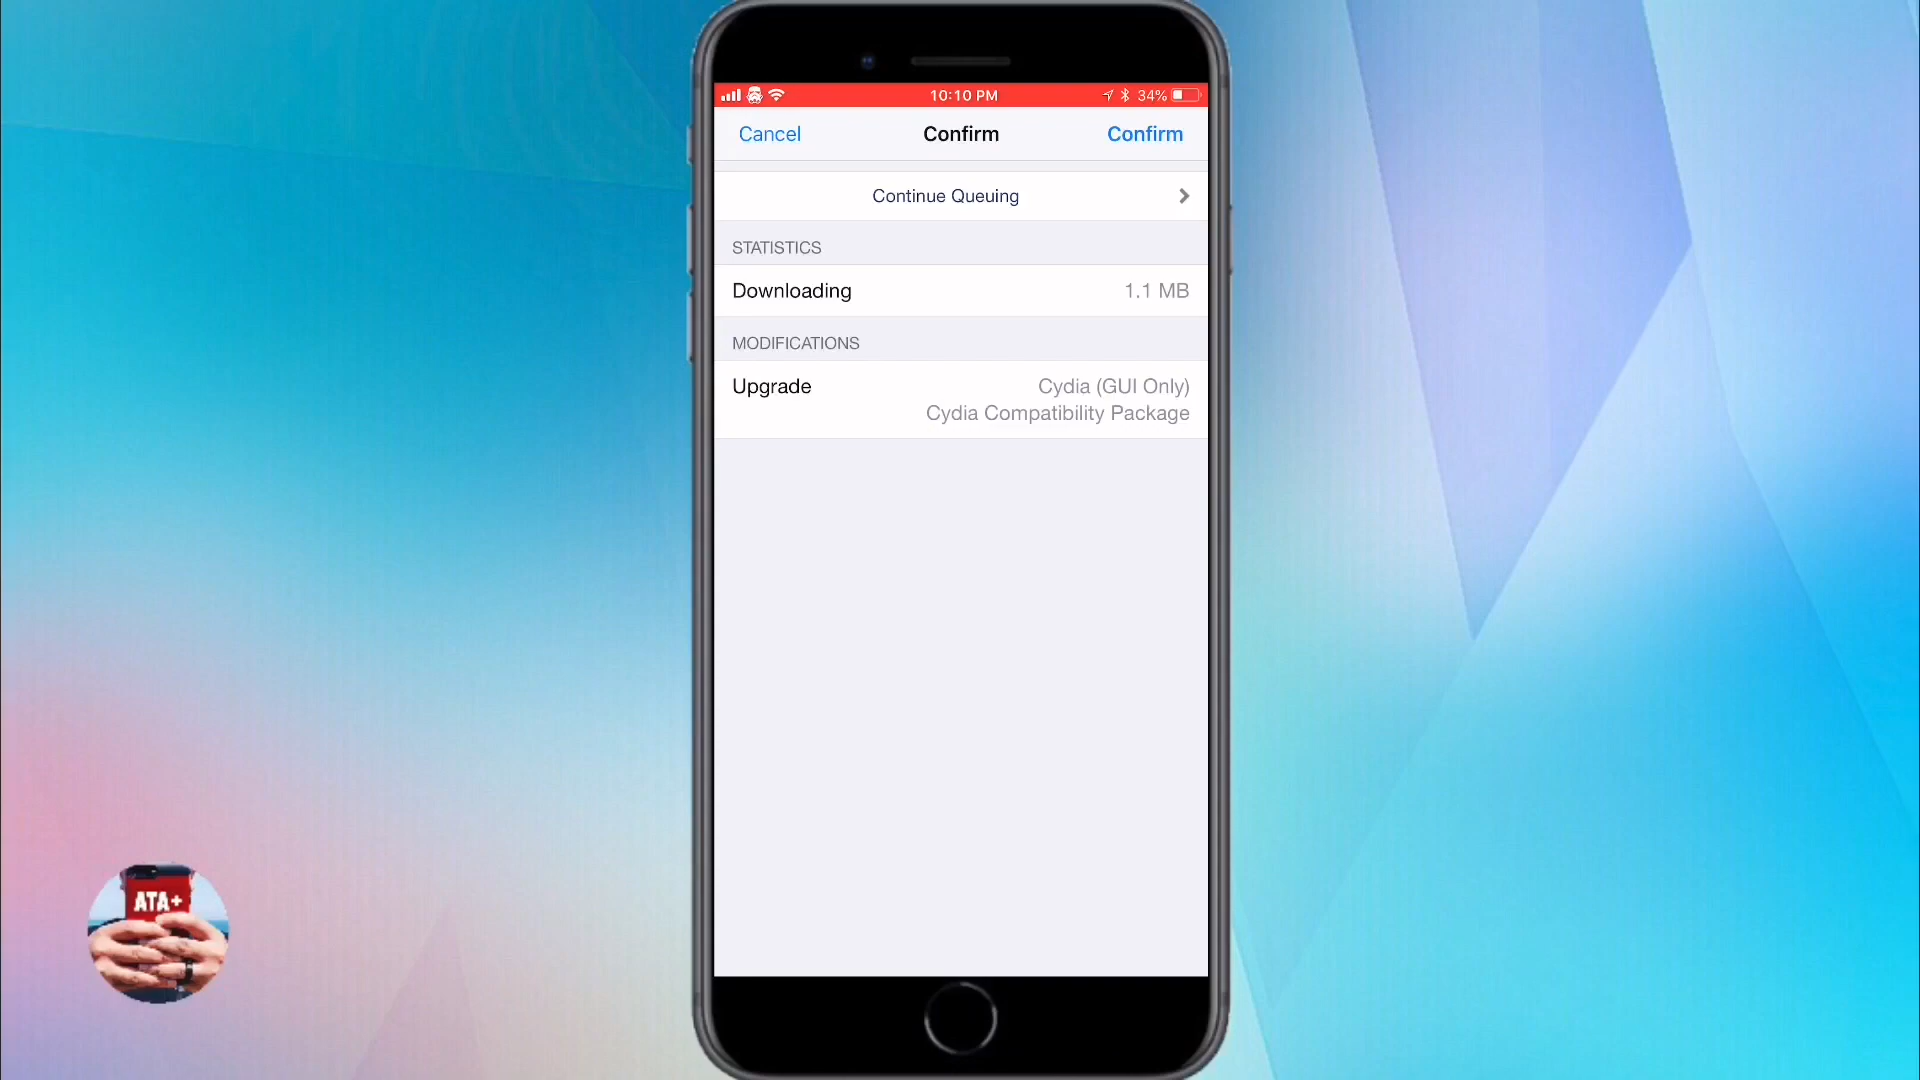 10:10 PM
34%
Cancel
Confirm
Confirm
Continue Queuing
STATISTICS
Downloading
1.1 MB
MODIFICATIONS
Upgrade
Cydia (GUI Only)
Cydia Compatibility Package
ATA+